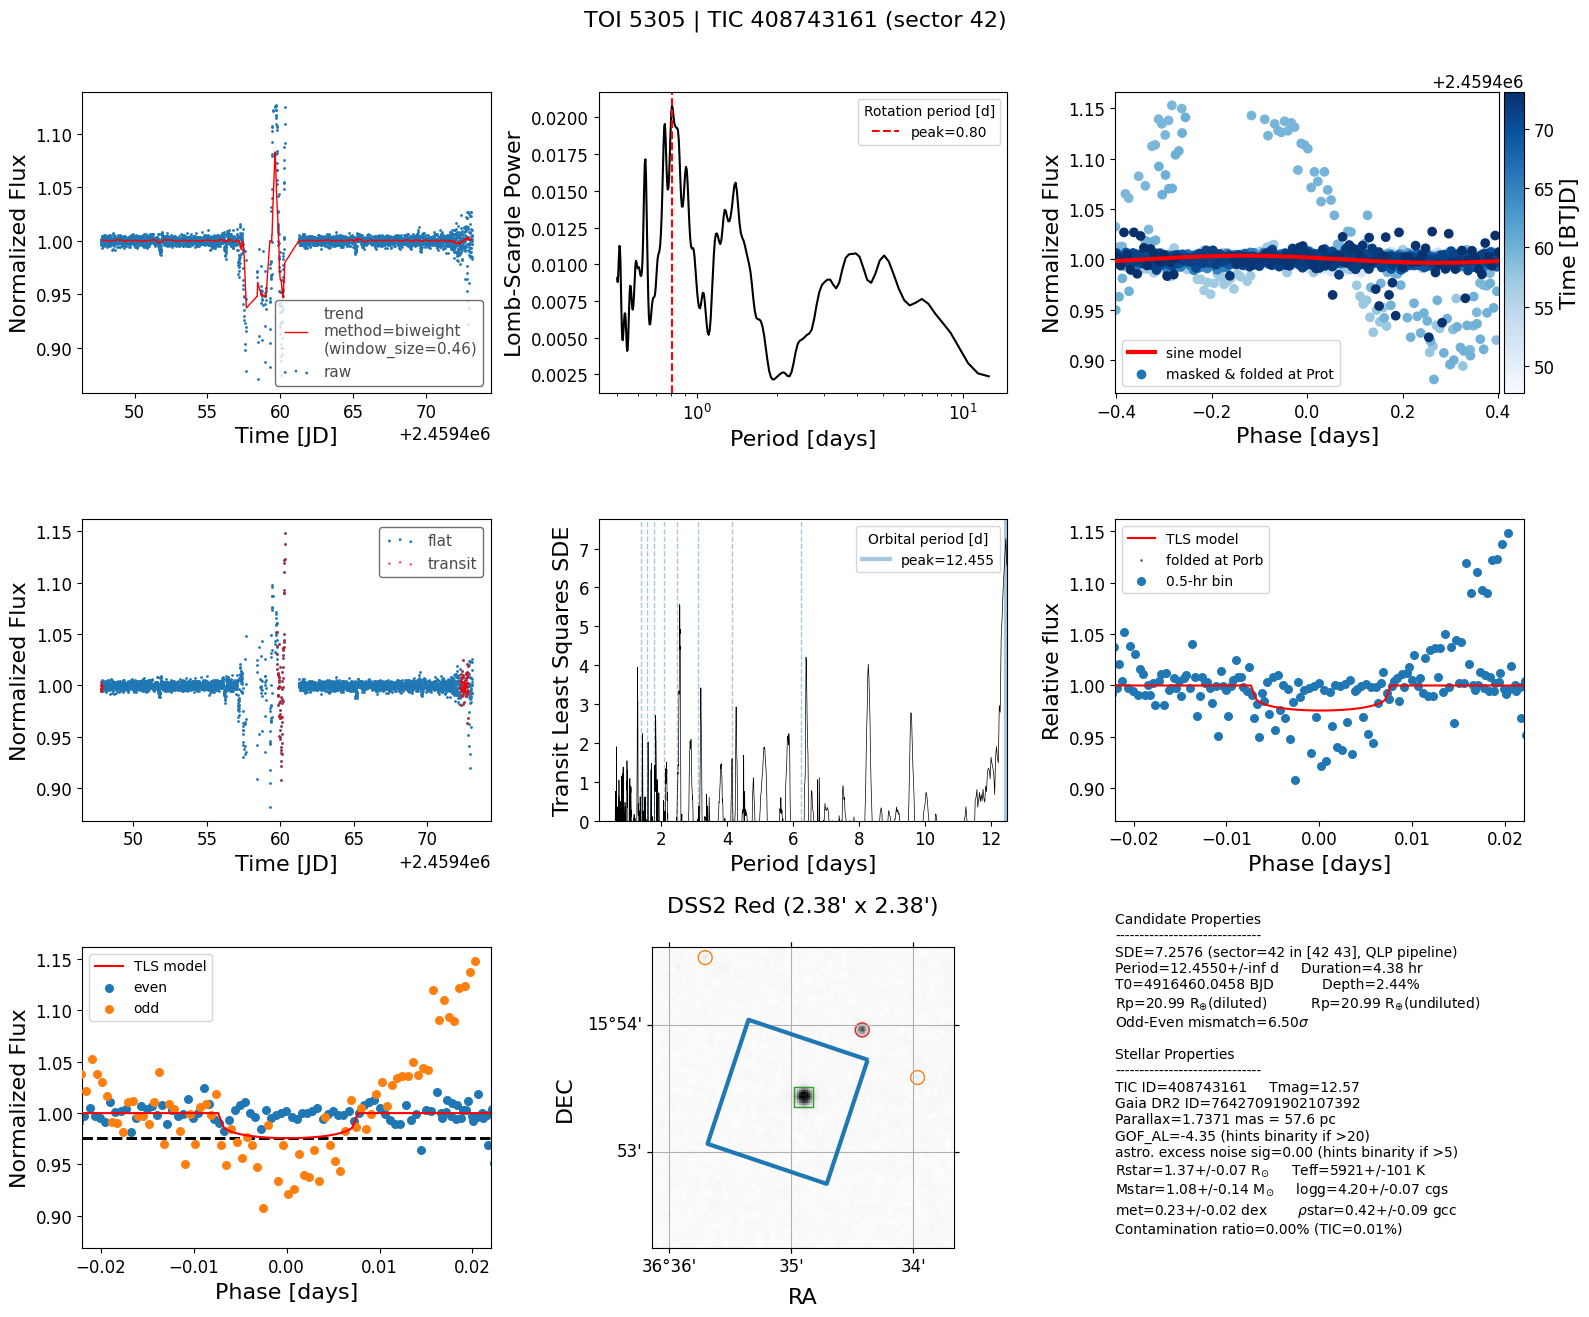 TOI 5305 | TIC 408743161 (sector 42)
Normalized Flux
1.10
1.05
1.00
0.95
0.90
trend
method=biweight
(window_size=0.46)
raw
50
55
60
65
70
Time [JD]
+2.4594e6
Lomb-Scargle Power
0.0200
0.0175
0.0150
0.0125
0.0100
0.0075
0.0050
0.0025
Rotation period [d]
peak=0.80
10^0
10^1
Period [days]
+2.4594e6
Normalized Flux
1.15
1.10
1.05
1.00
0.95
0.90
sine model
masked & folded at Prot
−0.4
−0.2
0.0
0.2
0.4
Phase [days]
70
65
60
55
50
Time [BTJD]
Normalized Flux
1.15
1.10
1.05
1.00
0.95
0.90
flat
transit
50
55
60
65
70
Time [JD]
+2.4594e6
Transit Least Squares SDE
7
6
5
4
3
2
1
0
Orbital period [d]
peak=12.455
2
4
6
8
10
12
Period [days]
Relative flux
1.15
1.10
1.05
1.00
0.95
0.90
TLS model
folded at Porb
0.5-hr bin
−0.02
−0.01
0.00
0.01
0.02
Phase [days]
Normalized Flux
1.15
1.10
1.05
1.00
0.95
0.90
TLS model
even
odd
−0.02
−0.01
0.00
0.01
0.02
Phase [days]
DSS2 Red (2.38' x 2.38')
DEC
15°54'
53'
36°36'
35'
34'
RA
Candidate Properties
------------------------------
SDE=7.2576 (sector=42 in [42 43], QLP pipeline)
Period=12.4550+/-inf d Duration=4.38 hr
T0=4916460.0458 BJD Depth=2.44%
Rp=20.99 R⊕(diluted) Rp=20.99 R⊕(undiluted)
Odd-Even mismatch=6.50σ
Stellar Properties
------------------------------
TIC ID=408743161 Tmag=12.57
Gaia DR2 ID=76427091902107392
Parallax=1.7371 mas = 57.6 pc
GOF_AL=-4.35 (hints binarity if >20)
astro. excess noise sig=0.00 (hints binarity if >5)
Rstar=1.37+/-0.07 R⊙ Teff=5921+/-101 K
Mstar=1.08+/-0.14 M⊙ logg=4.20+/-0.07 cgs
met=0.23+/-0.02 dex ρstar=0.42+/-0.09 gcc
Contamination ratio=0.00% (TIC=0.01%)